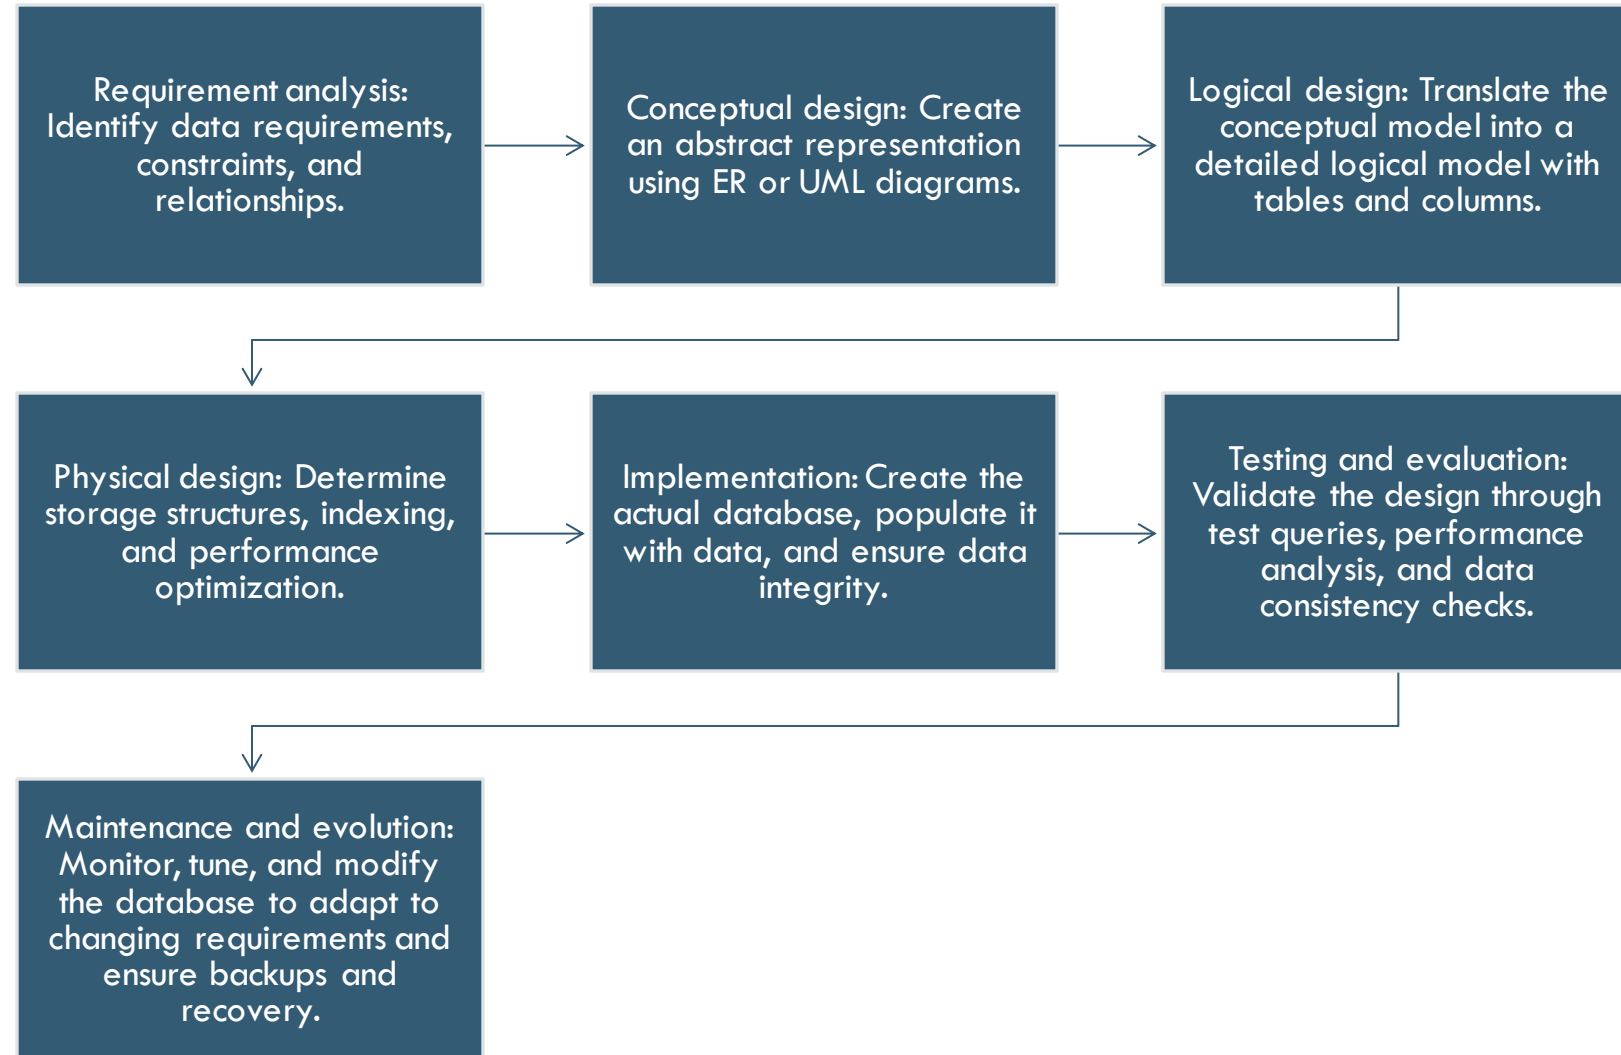 Requirement analysis:
Identify data requirements,
constraints, and
relationships.
Conceptual design: Create
an abstract representation
using ER or UML diagrams.
Logical design: Translate the
conceptual model into a
detailed logical model with
tables and columns.
Physical design: Determine
storage structures, indexing,
and performance
optimization.
Implementation: Create the
actual database, populate it
with data, and ensure data
integrity.
Testing and evaluation:
Validate the design through
test queries, performance
analysis, and data
consistency checks.
Maintenance and evolution:
Monitor, tune, and modify
the database to adapt to
changing requirements and
ensure backups and
recovery.